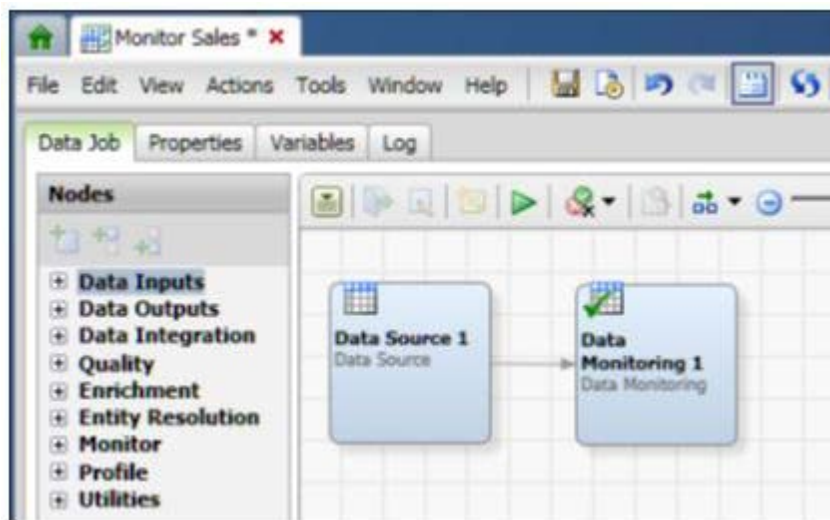 Monitor Sales *
File Edit View Actions Tools Window Help
Data Job Properties Variables Log
Nodes
Data Inputs
Data Outputs
Data Integration
Quality
Enrichment
Entity Resolution
Monitor
Profile
Utilities
Data Source 1
Data Source
Data
Monitoring 1
Data Monitoring